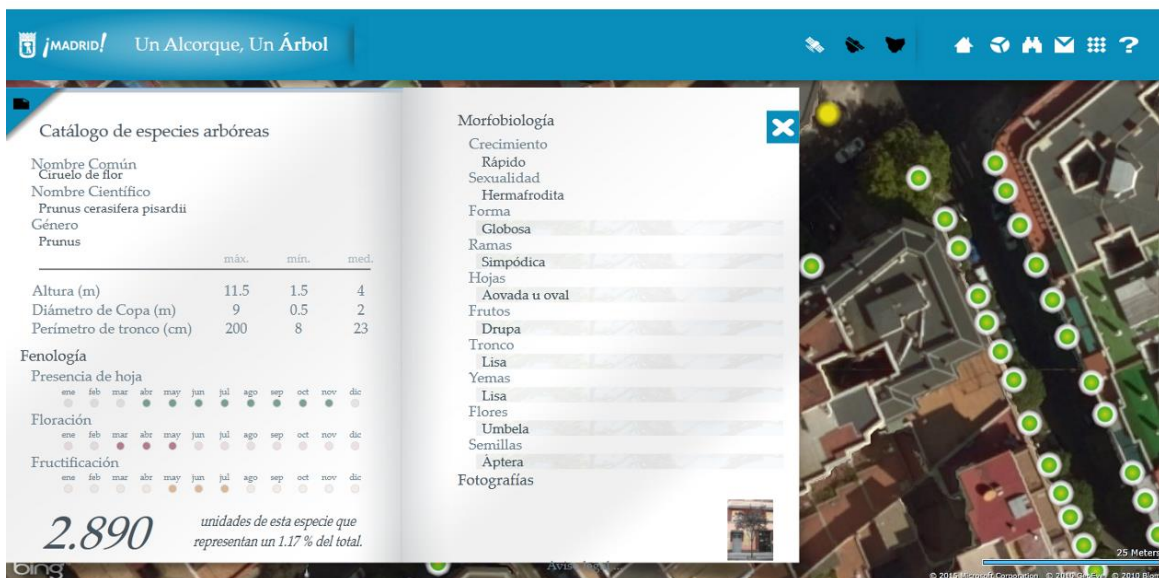 ¡MADRID!
Un Alcorque, Un Árbol
?
Catálogo de especies arbóreas
Nombre Común
Ciruelo de flor
Nombre Científico
Prunus cerasifera pisardii
Género
Prunus
máx. mín. med.
Altura (m) 11.5 1.5 4
Diámetro de Copa (m) 9 0.5 2
Perímetro de tronco (cm) 200 8 23
Fenología
Presencia de hoja
ene feb mar abr may jun jul ago sep oct nov dic
Floración
ene feb mar abr may jun jul ago sep oct nov dic
Fructificación
ene feb mar abr may jun jul ago sep oct nov dic
2.890
unidades de esta especie que
representan un 1.17 % del total.
Morfobiología
Crecimiento
Rápido
Sexualidad
Hermafrodita
Forma
Globosa
Ramas
Simpódica
Hojas
Aovada u oval
Frutos
Drupa
Tronco
Lisa
Yemas
Lisa
Flores
Umbela
Semillas
Áptera
Fotografías
25 Meters
bing
Aviso legal
© 2015 Microsoft Corporation © 2010 GeoEye © 2010